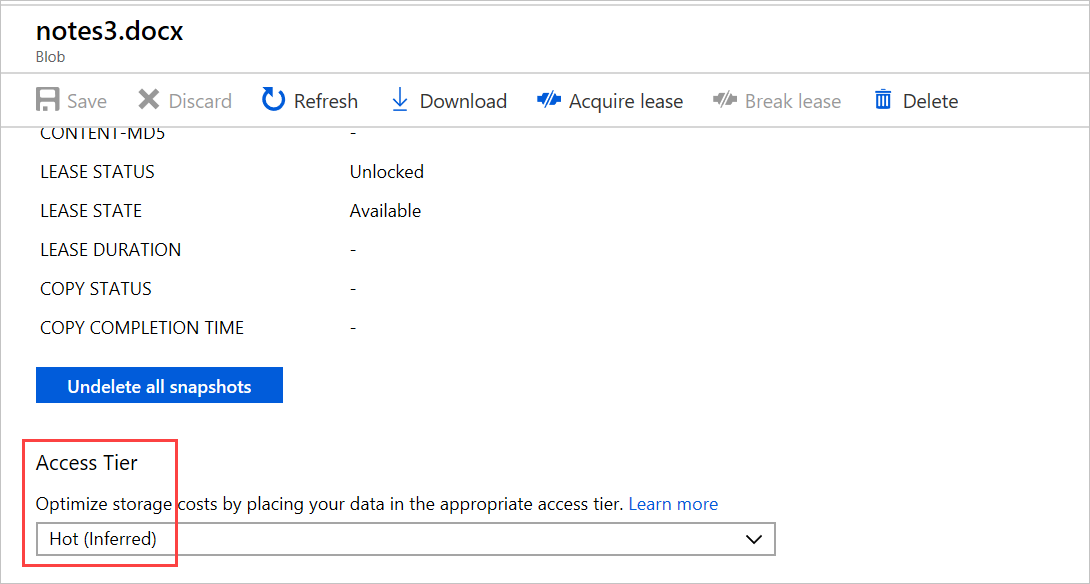 notes3.docx
Blob
Save Discard Refresh Download Acquire lease Break lease Delete
CONTENT-MD5 -
LEASE STATUS Unlocked
LEASE STATE Available
LEASE DURATION -
COPY STATUS -
COPY COMPLETION TIME -
Undelete all snapshots
Access Tier
Optimize storage costs by placing your data in the appropriate access tier. Learn more
Hot (Inferred)